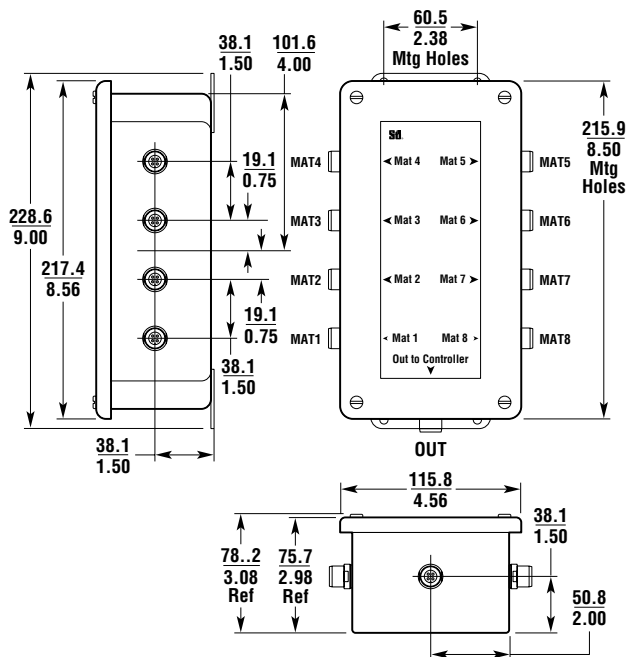 60.5
2.38
Mtg Holes
38.1
1.50
101.6
4.00
215.9
8.50
Mtg
Holes
228.6
9.00
217.4
8.56
19.1
0.75
19.1
0.75
38.1
1.50
38.1
1.50
MAT4
MAT3
MAT2
MAT1
Mat 4 Mat 5
Mat 3 Mat 6
Mat 2 Mat 7
Mat 1 Mat 8
Out to Controller
MAT5
MAT6
MAT7
MAT8
OUT
115.8
4.56
78..2
3.08
Ref
75.7
2.98
Ref
38.1
1.50
50.8
2.00